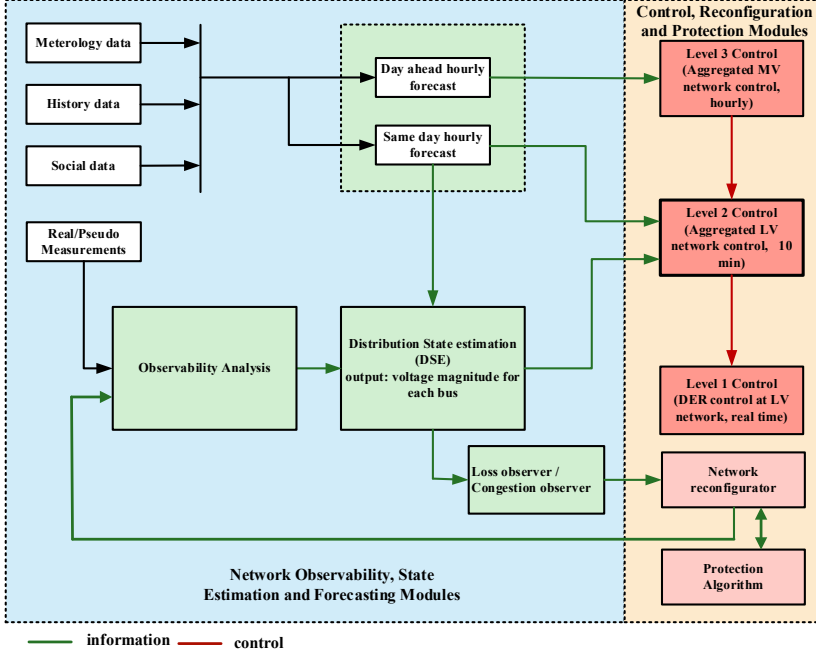 Control, Reconfiguration
and Protection Modules
Meterology data
History data
Social data
Real/Pseudo
Measurements
Day ahead hourly
forecast
Same day hourly
forecast
Level 3 Control
(Aggregated MV
network control,
hourly)
Level 2 Control
(Aggregated LV
network control, 10
min)
Level 1 Control
(DER control at LV
network, real time)
Observability Analysis
Distribution State estimation
(DSE)
output: voltage magnitude for
each bus
Loss observer /
Congestion observer
Network
reconfigurator
Protection
Algorithm
Network Observability, State
Estimation and Forecasting Modules
information
control